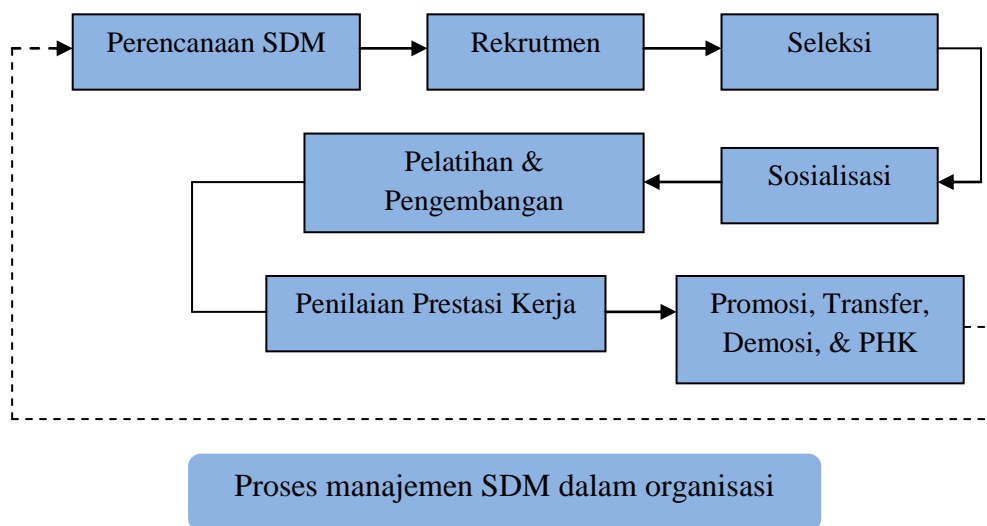 Perencanaan SDM
Rekrutmen
Seleksi
Sosialisasi
Pelatihan &
Pengembangan
Penilaian Prestasi Kerja
Promosi, Transfer,
Demosi, & PHK
Proses manajemen SDM dalam organisasi